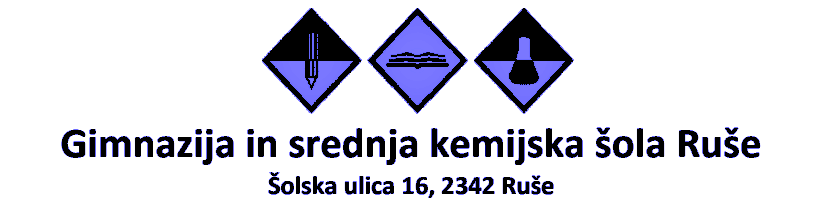 Gimnazija in srednja kemijska šola Ruše
Šolska ulica 16, 2342 Ruše